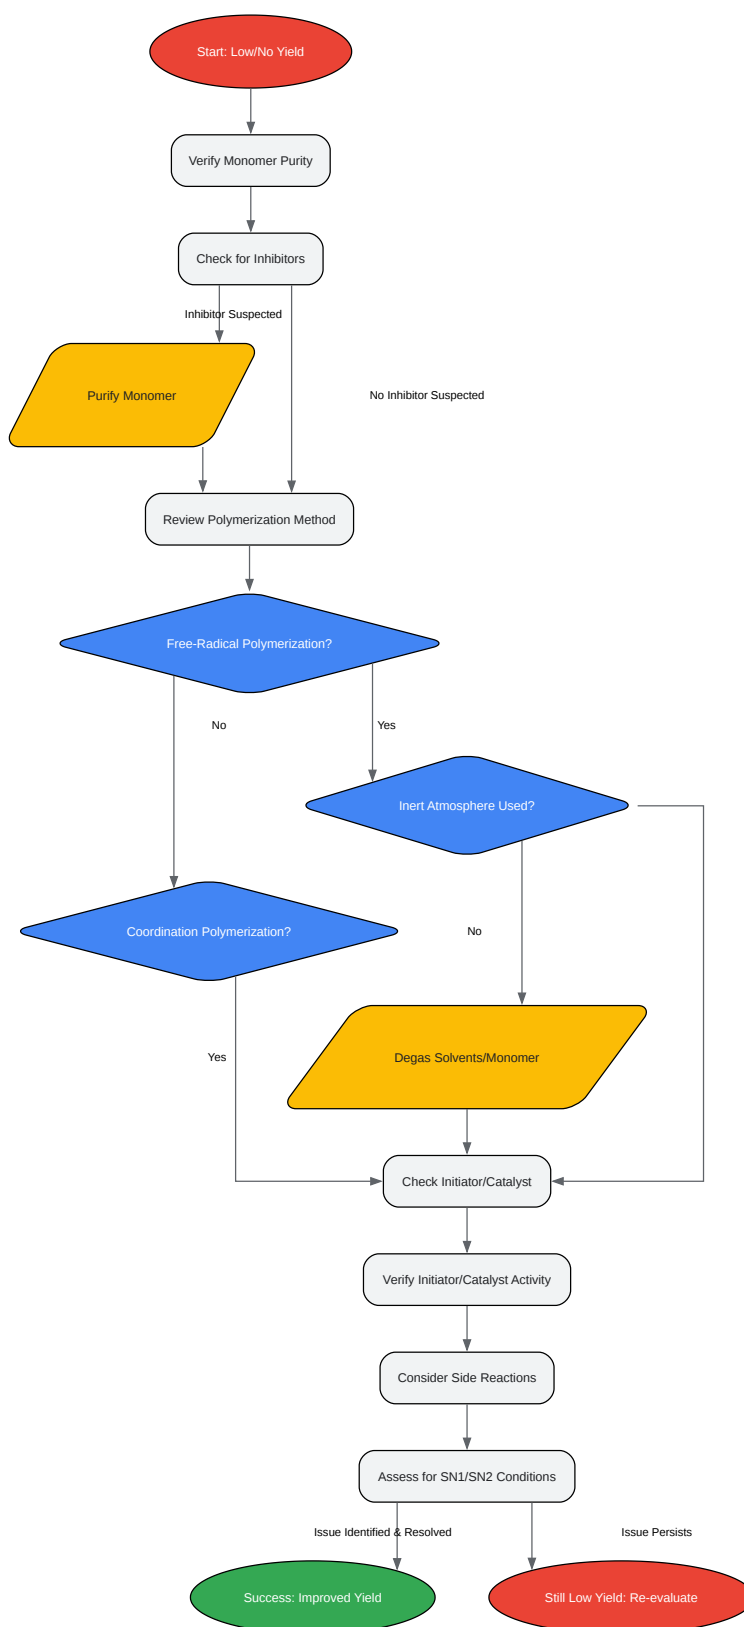 Start: Low/No Yield
Verify Monomer Purity
Check for Inhibitors
Inhibitor Suspected
Purify Monomer
No Inhibitor Suspected
Review Polymerization Method
Free-Radical Polymerization?
No
Yes
Inert Atmosphere Used?
Coordination Polymerization?
No
Yes
Degas Solvents/Monomer
Check Initiator/Catalyst
Verify Initiator/Catalyst Activity
Consider Side Reactions
Assess for SN1/SN2 Conditions
Issue Identified & Resolved
Issue Persists
Success: Improved Yield
Still Low Yield: Re-evaluate